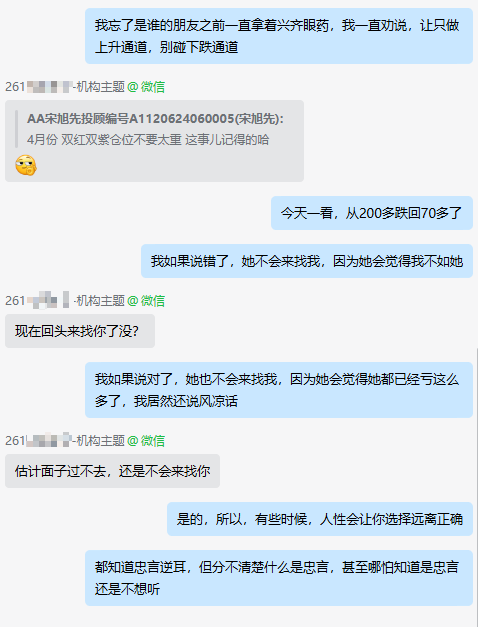 我忘了是谁的朋友之前一直拿着兴齐眼药，我一直劝说，让只做
上升通道，别碰下跌通道
261 -机构主题@微信
AA宋旭先投顾编号A1120624060005(宋旭先):
4月份 双红双紫仓位不要太重 这事儿记得的哈
今天一看，从200多跌回70多了
我如果说错了，她不会来找我，因为她会觉得我不如她
261 -机构主题@微信
现在回头来找你了没？
我如果说对了，她也不会来找我，因为她会觉得她都已经亏这么
多了，我居然还说风凉话
261 -机构主题@微信
估计面子过不去，还是不会来找你
是的，所以，有些时候，人性会让你选择远离正确
都知道忠言逆耳，但分不清楚什么是忠言，甚至哪怕知道是忠言
还是不想听